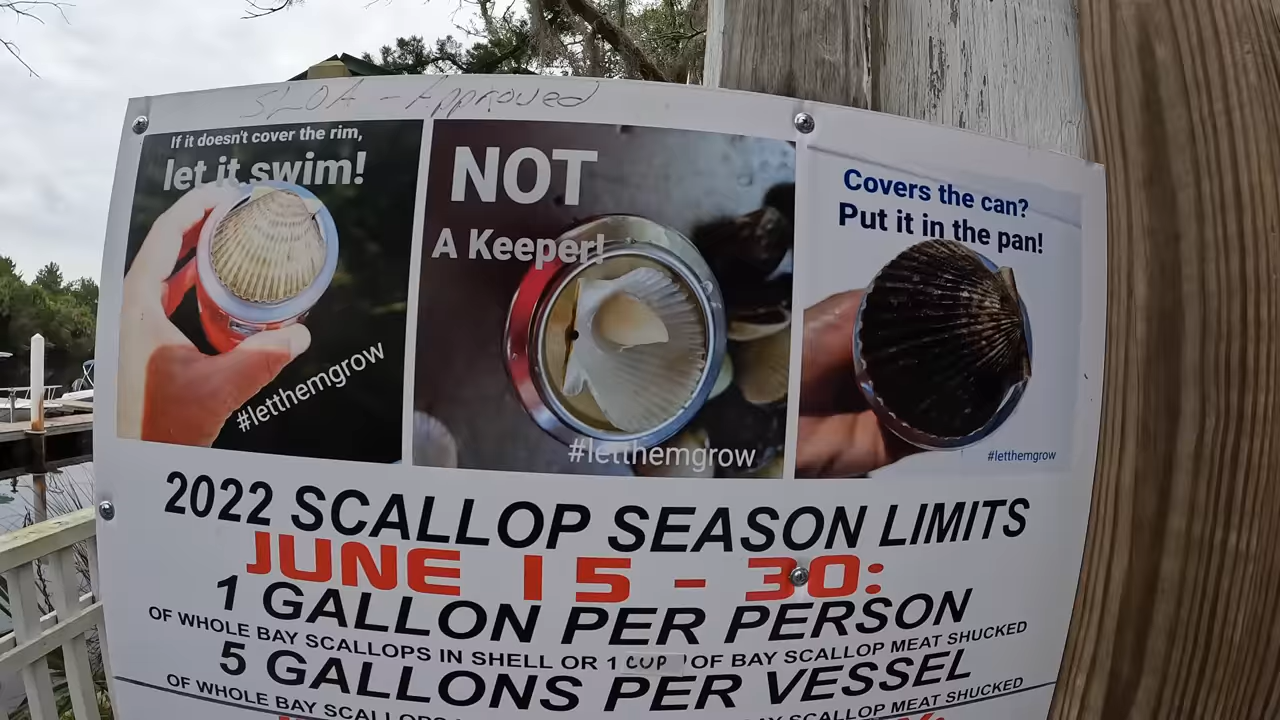 SLOA - Approved
If it doesn't cover the rim,
let it swim!
#letthemgrow
NOT
A Keeper!
#letthemgrow
Covers the can?
Put it in the pan!
#letthemgrow
2022 SCALLOP SEASON LIMITS
JUNE 15 - 30:
1 GALLON PER PERSON
OF WHOLE BAY SCALLOPS IN SHELL OR 1 CUP OF BAY SCALLOP MEAT SHUCKED
5 GALLONS PER VESSEL
OF WHOLE BAY SCALLOPS BAY SCALLOP MEAT SHUCKED